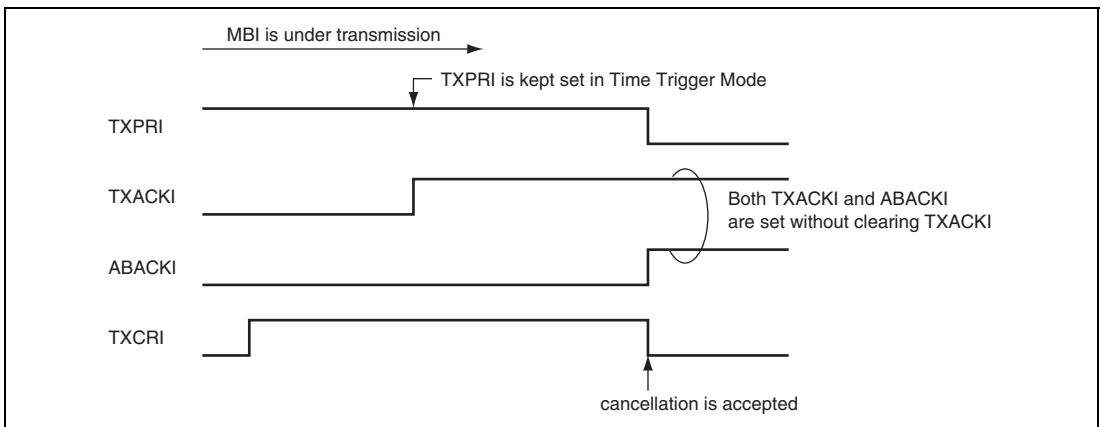 MBI is under transmission
TXPRI is kept set in Time Trigger Mode
TXPRI
TXACKI
Both TXACKI and ABACKI
are set without clearing TXACKI
ABACKI
TXCRI
cancellation is accepted